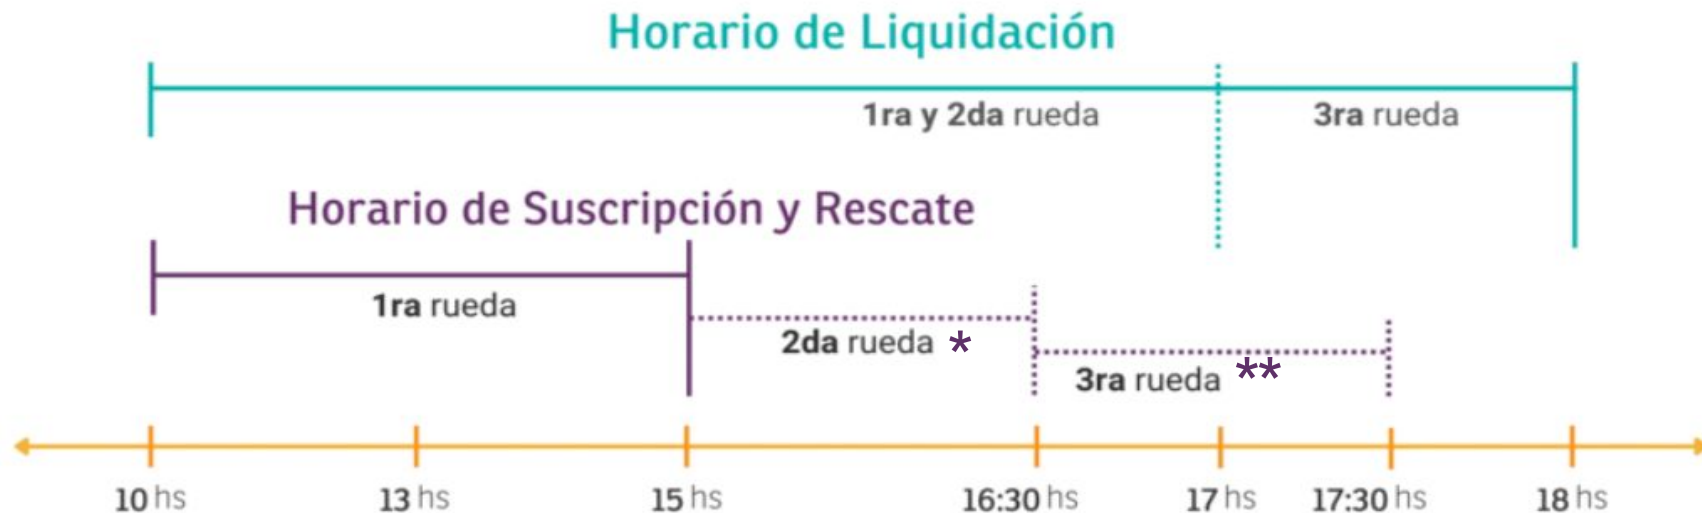 Horario de Liquidación
1ra y 2da rueda
3ra rueda
Horario de Suscripción y Rescate
1ra rueda
2da rueda *
3ra rueda **
10 hs
13 hs
15 hs
16:30 hs
17 hs
17:30 hs
18 hs